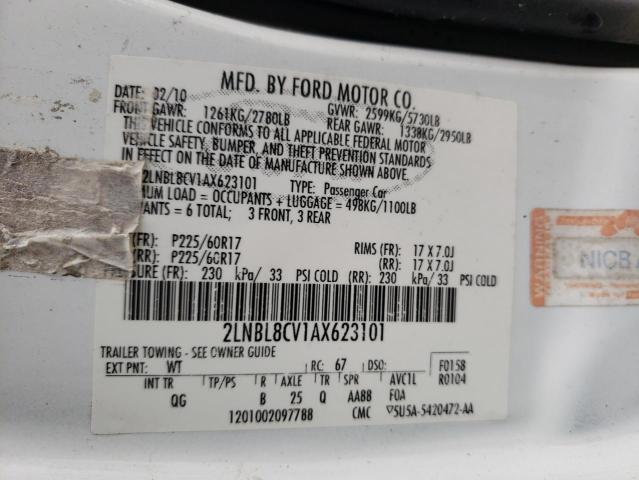 MFD. BY FORD MOTOR CO.
DATE: 02/10 GVWR: 2599KG/5730LB
FRONT GAWR: 1261KG/2780LB REAR GAWR: 1338KG/2950LB
THIS VEHICLE CONFORMS TO ALL APPLICABLE FEDERAL MOTOR
VEHICLE SAFETY, BUMPER, AND THEFT PREVENTION STANDARDS
IN EFFECT ON THE DATE OF MANUFACTURE SHOWN ABOVE.
2LNBL8CV1AX623101 TYPE: Passenger Car
MUM LOAD = OCCUPANTS + LUGGAGE = 498KG/1100LB
ANTS = 6 TOTAL; 3 FRONT, 3 REAR
(FR): P225/60R17 RIMS (FR): 17 X 7.0J
(RR): P225/60R17 (RR): 17 X 7.0J
SURE (FR) 230 kPa/ 33 PSI COLD (RR) 230 kPa/ 33 PSI COLD
2LNBL8CV1AX623101
TRAILER TOWING - SEE OWNER GUIDE
EXT PNT: WT RC: 67 DSO: F0158
R0104
INT TR TP/PS R AXLE TR SPR AVC1L
QG B 25 Q AA88 FOA
1201002097788 CMC 5U5A-5420472-AA
WARNING
NICB